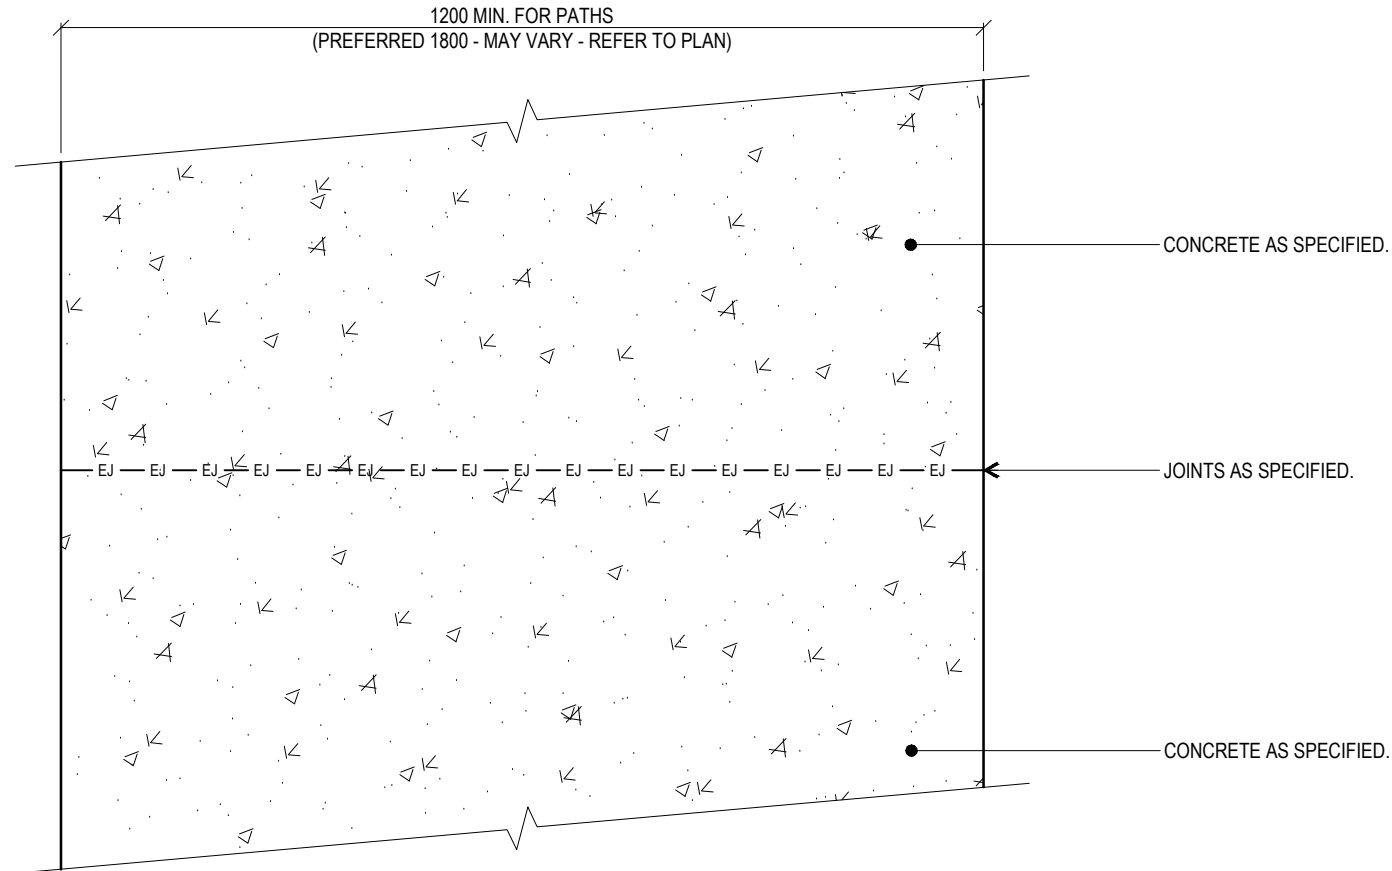 1200 MIN. FOR PATHS
(PREFERRED 1800 - MAY VARY - REFER TO PLAN)
CONCRETE AS SPECIFIED.
EJ EJ EJ EJ EJ EJ EJ EJ EJ EJ EJ EJ EJ EJ EJ EJ EJ
JOINTS AS SPECIFIED.
CONCRETE AS SPECIFIED.